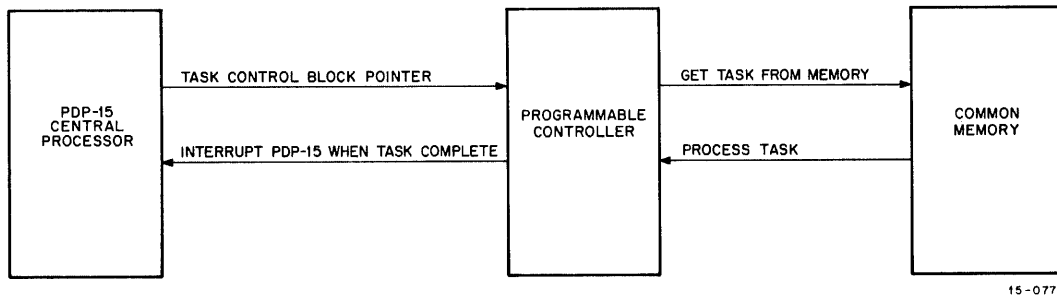 PDP-15
CENTRAL
PROCESSOR
TASK CONTROL BLOCK POINTER
INTERRUPT PDP-15 WHEN TASK COMPLETE
PROGRAMMABLE
CONTROLLER
GET TASK FROM MEMORY
PROCESS TASK
COMMON
MEMORY
15-077